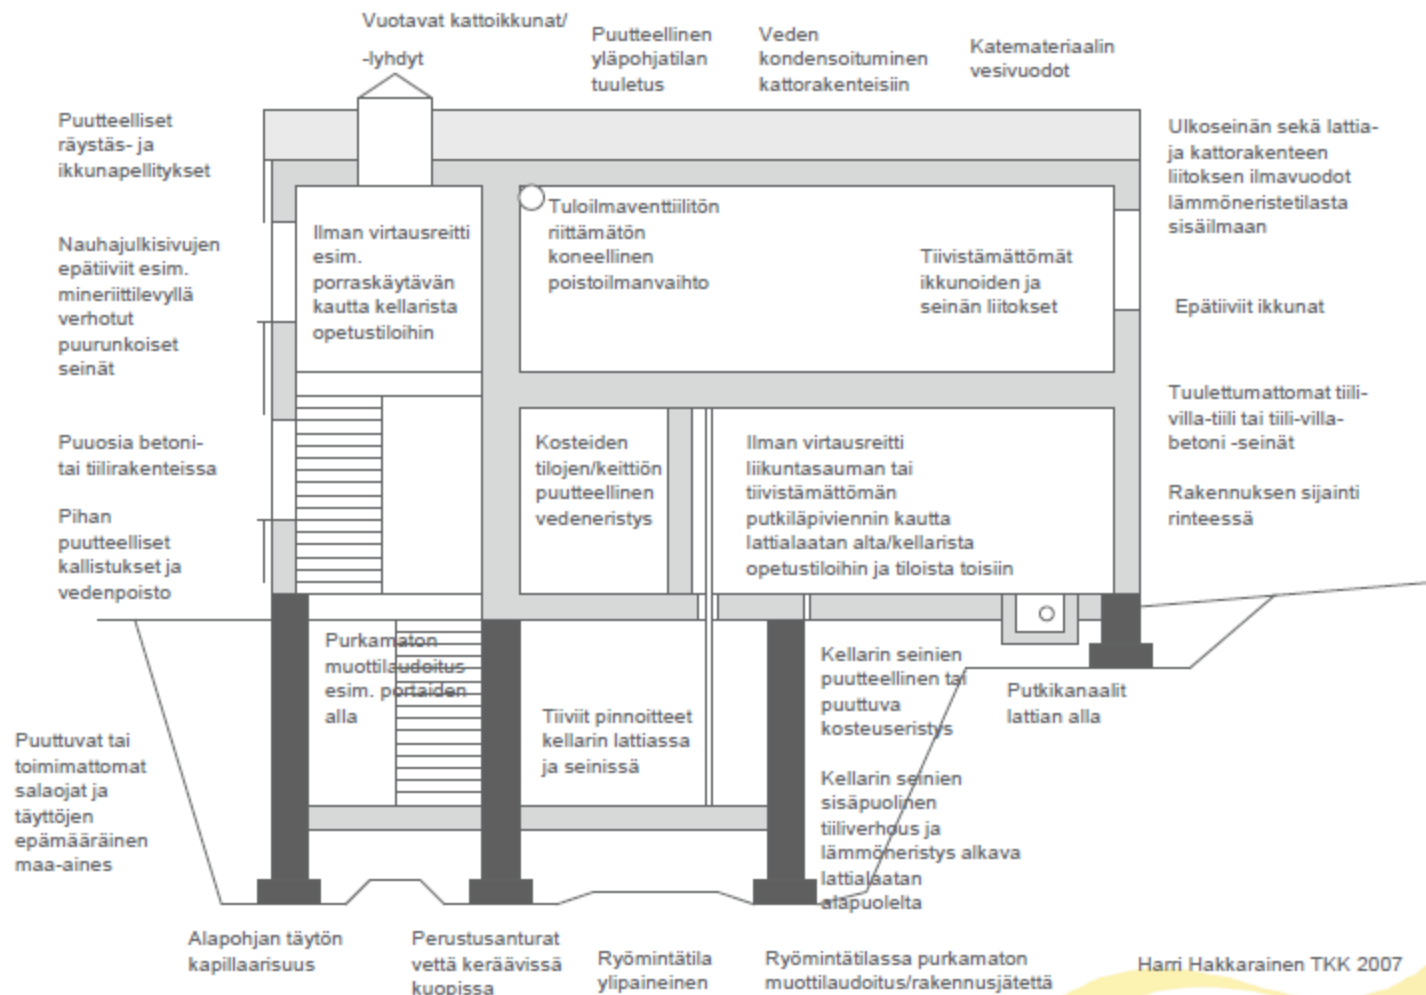 Vuotavat kattoikkunat/
-lyhdyt
Puutteellinen
yläpohjatilan
tuuletus
Veden
kondensoituminen
kattorakenteisiin
Katemateriaalin
vesivuodot
Puutteelliset
räystäs- ja
ikkunapellitykset
Nauhajulkisivujen
epätiiviit esim.
mineriittilevyllä
verhotut
puurunkoiset
seinät
Puuosia betoni-
tai tiilirakenteissa
Pihan
puutteelliset
kallistukset ja
vedenpoisto
Puuttuvat tai
toimimattomat
salaojat ja
täyttöjen
epämääräinen
maa-aines
Ilman virtausreitti
esim.
porraskäytävän
kautta kellarista
opetustiloihin
Tuloilmaventtiilitön
riittämätön
koneellinen
poistoilmanvaihto
Tiivistämättömät
ikkunoiden ja
seinän liitokset
Ulkoseinän sekä lattia-
ja kattorakenteen
liitoksen ilmavuodot
lämmöneristetilasta
sisäilmaan
Epätiiviit ikkunat
Tuulettumattomat tiili-
villa-tiili tai tiili-villa-
betoni -seinät
Rakennuksen sijainti
rinteessä
Kosteiden
tilojen/keittiön
puutteellinen
vedeneristys
Ilman virtausreitti
liikuntasauman tai
tiivistämättömän
putkiläpiviennin kautta
lattialaatan alta/kellarista
opetustiloihin ja tiloista toisiin
Purkamaton
muottilaudoitus
esim. portaiden
alla
Tiiviit pinnoitteet
kellarin lattiassa
ja seinissä
Kellarin seinien
puutteellinen tai
puuttuva
kosteuseristys
Kellarin seinien
sisäpuolinen
tiiliverhous ja
lämmöneristys alkava
lattialaatan
alapuolelta
Putkikanaalit
lattian alla
Alapohjan täytön
kapillaarisuus
Perustusanturat
vettä keräävissä
kuopissa
Ryömintätila
ylipaineinen
Ryömintätilassa purkamaton
muottilaudoitus/rakennusjätettä
Harri Hakkarainen TKK 2007